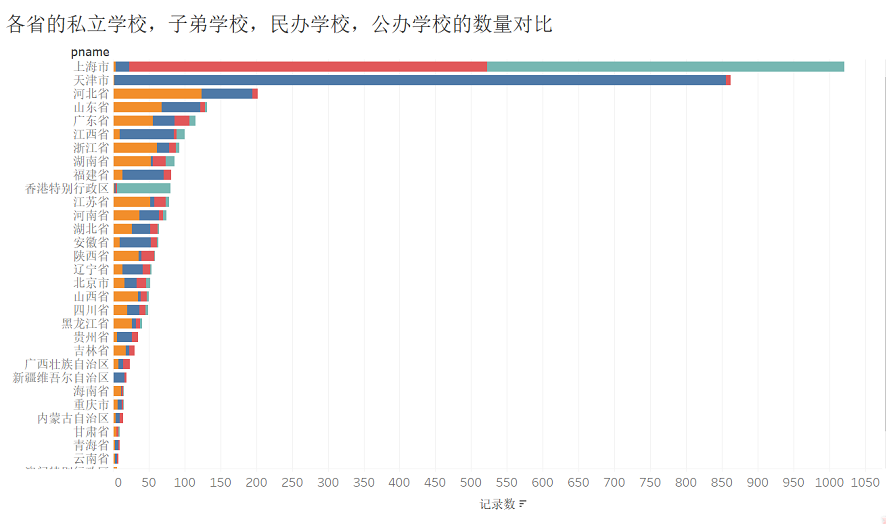 各省的私立学校，子弟学校，民办学校，公办学校的数量对比
pname
上海市
天津市
河北省
山东省
广东省
江西省
浙江省
湖南省
福建省
香港特别行政区
江苏省
河南省
湖北省
安徽省
陕西省
辽宁省
北京市
山西省
四川省
黑龙江省
贵州省
吉林省
广西壮族自治区
新疆维吾尔自治区
海南省
重庆市
内蒙古自治区
甘肃省
青海省
云南省
0 50 100 150 200 250 300 350 400 450 500 550 600 650 700 750 800 850 900 950 1000 1050
记录数